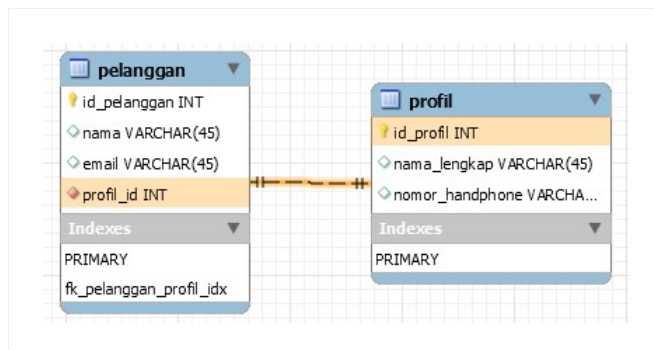 pelanggan
id_pelanggan INT
nama VARCHAR(45)
email VARCHAR(45)
profil_id INT
Indexes
PRIMARY
fk_pelanggan_profil_idx
profil
id_profil INT
nama_lengkap VARCHAR(45)
nomor_handphone VARCHA...
Indexes
PRIMARY